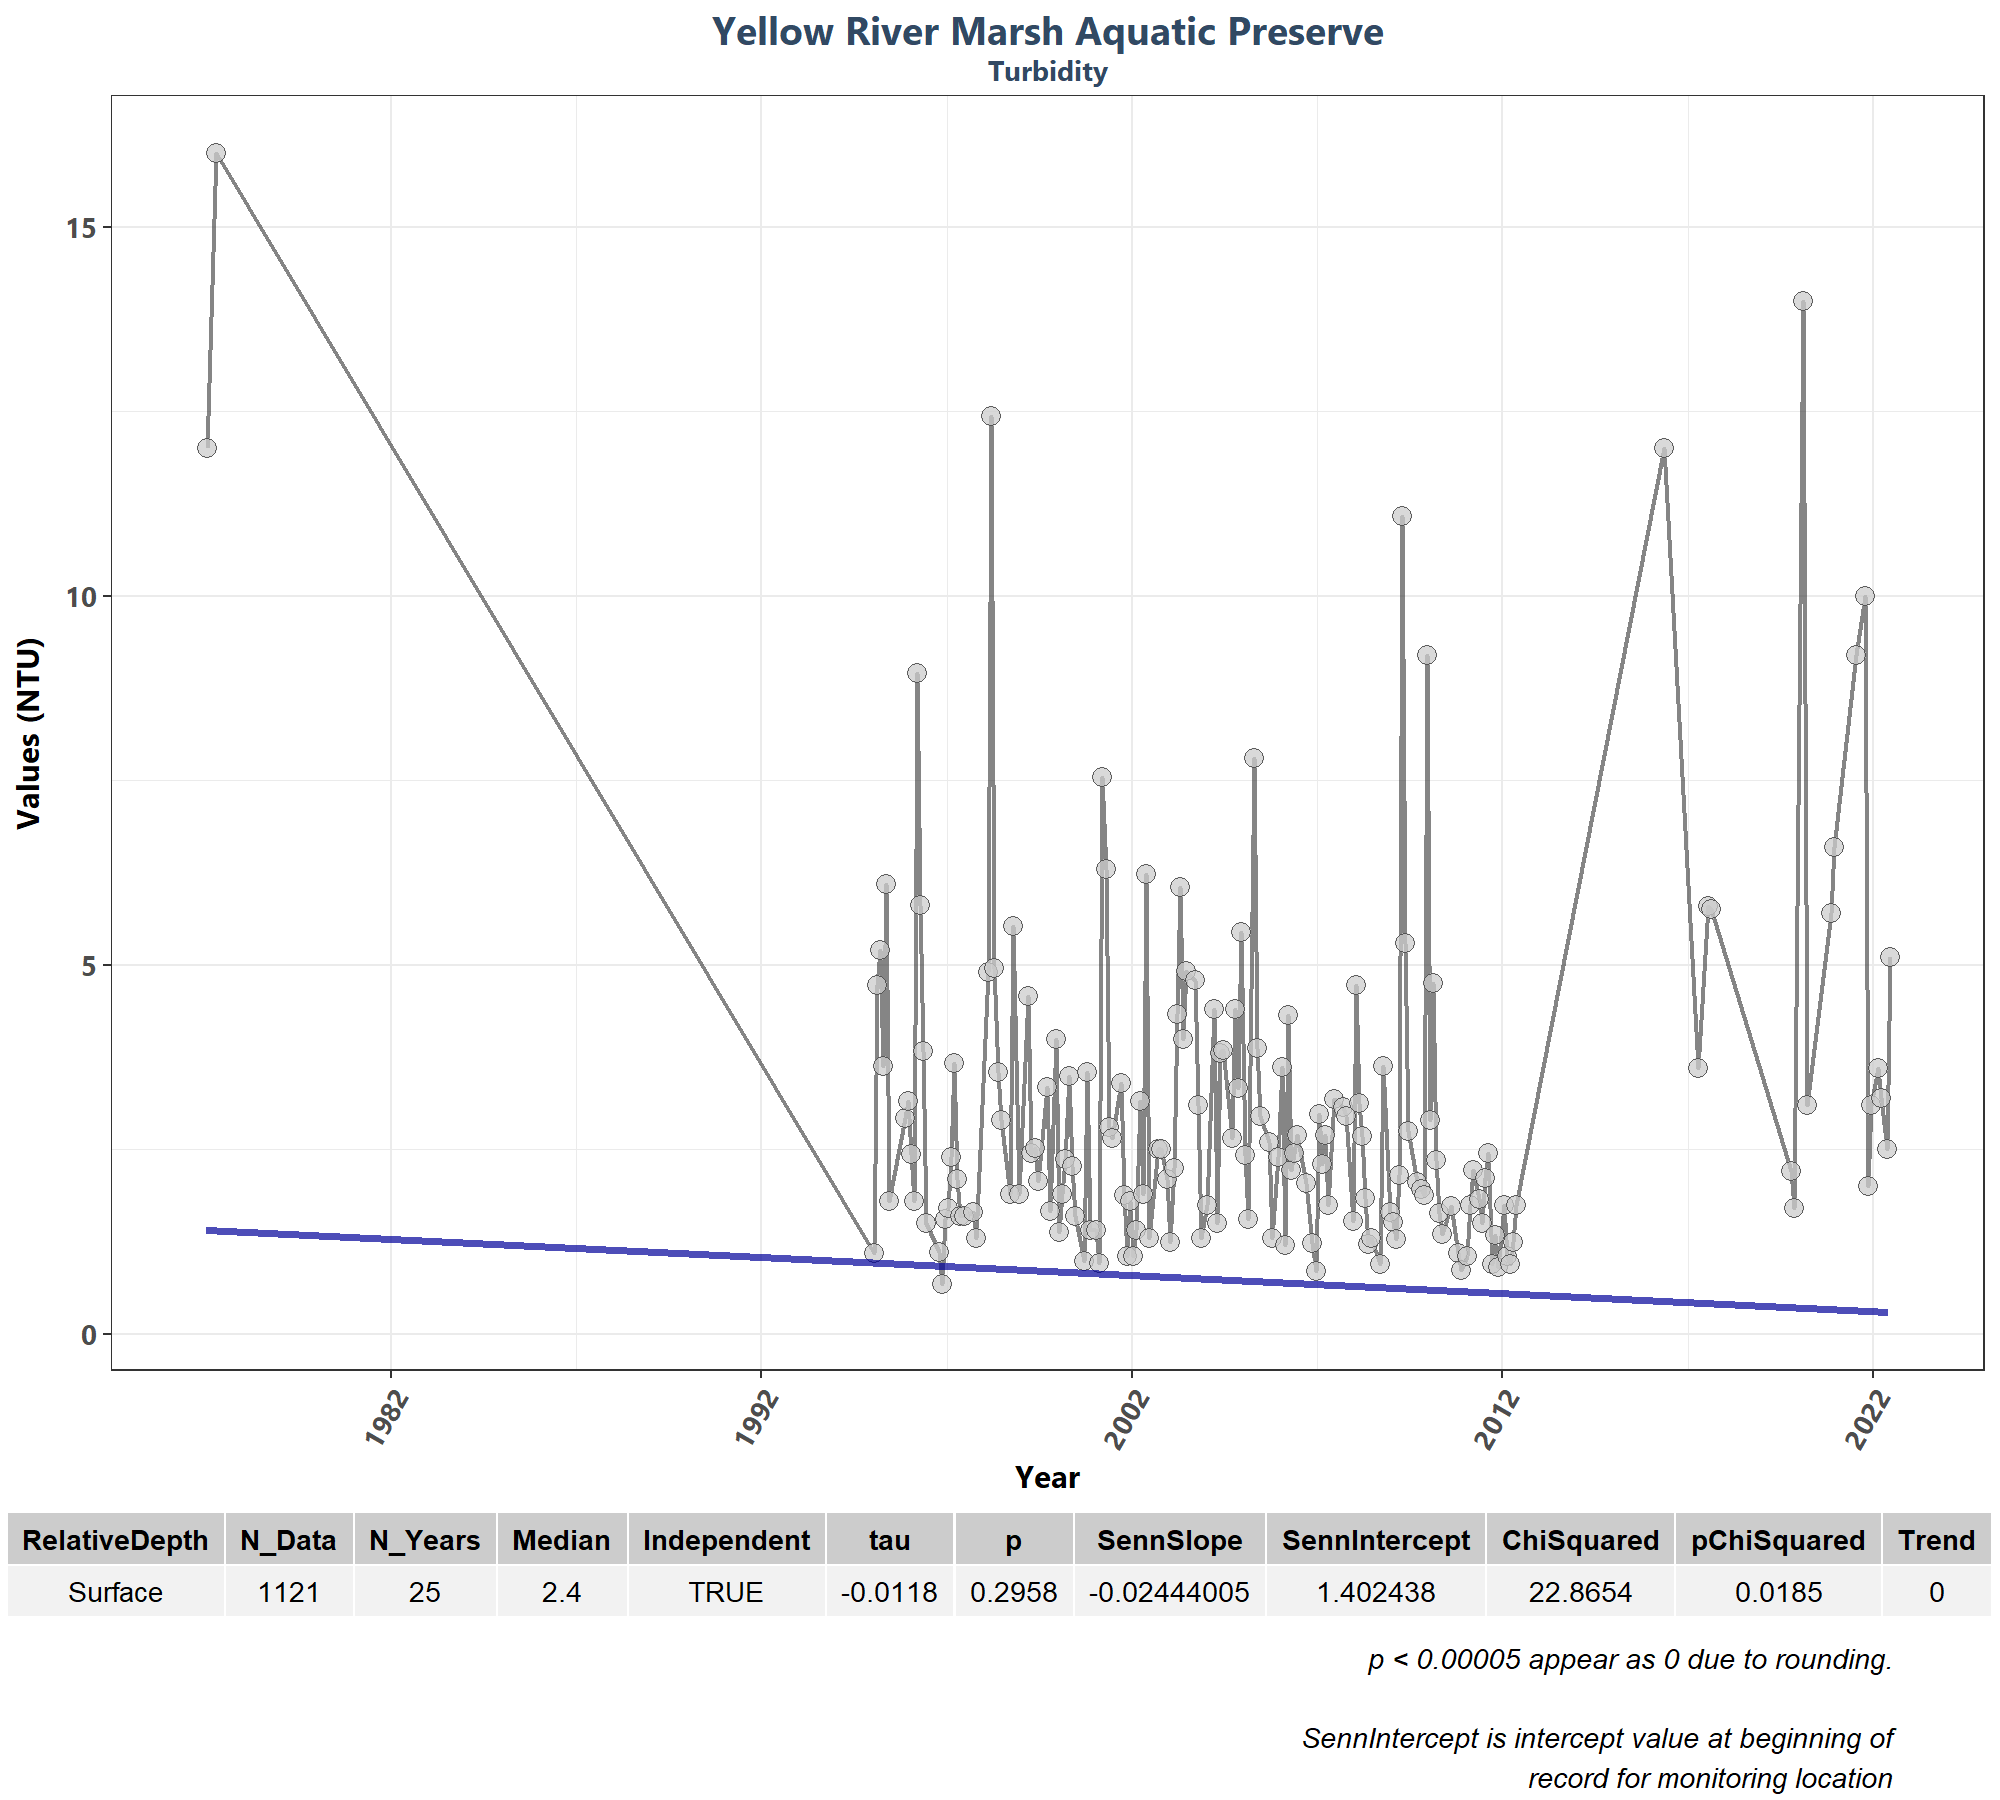 Yellow River Marsh Aquatic Preserve
Turbidity
Values (NTU)
15
10
5
0
1982 1992 2002 2012 2022
Year
RelativeDepth N_Data N_Years Median Independent tau p SennSlope SennIntercept ChiSquared pChiSquared Trend
Surface 1121 25 2.4 TRUE -0.0118 0.2958 -0.02444005 1.402438 22.8654 0.0185 0
p < 0.00005 appear as 0 due to rounding.
SennIntercept is intercept value at beginning of
record for monitoring location